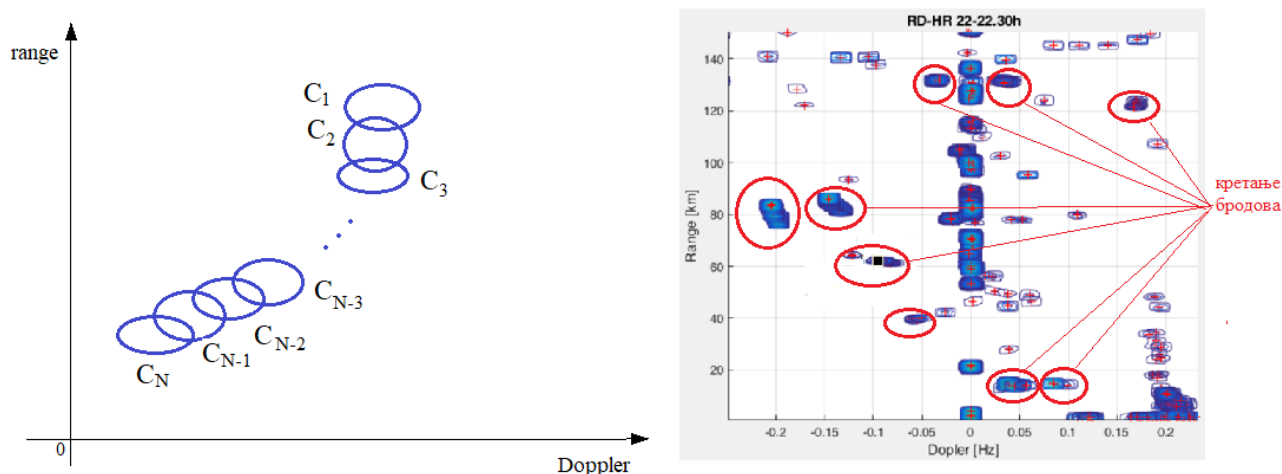 range
C1
C2
C3
CN-3
CN-2
CN-1
CN
0
Doppler
RD-HR 22-22.30h
Range [km]
140
120
100
80
60
40
20
-0.2
-0.15
-0.1
-0.05
0
0.05
0.1
0.15
0.2
Dopler [Hz]
кретање
бродова